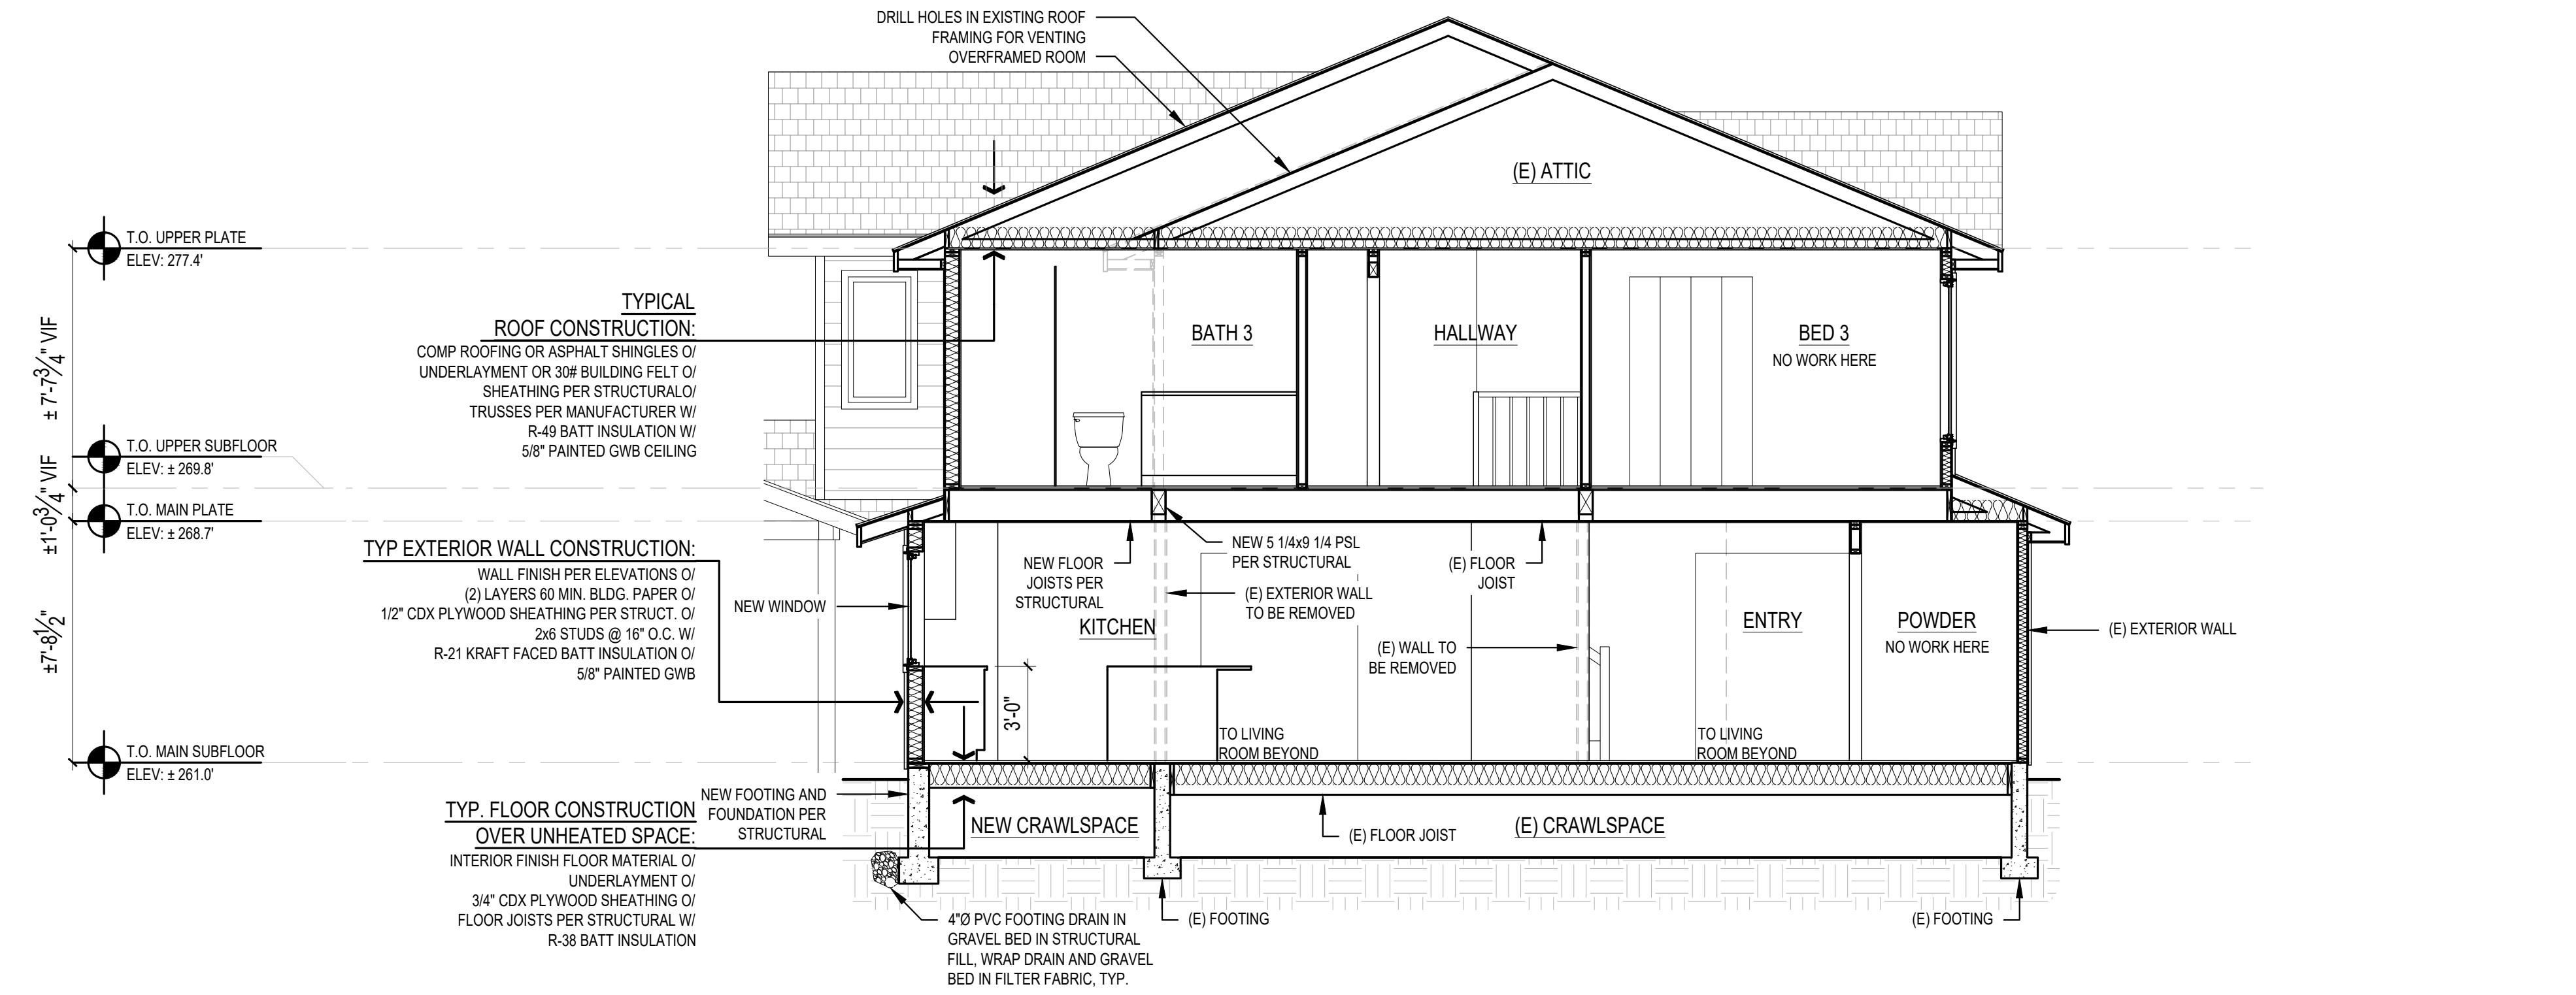 DRILL HOLES IN EXISTING ROOF
FRAMING FOR VENTING
OVERFRAMED ROOM
(E) ATTIC
T.O. UPPER PLATE
ELEV: 277.4'
± 7'-7 3/4" VIF
TYPICAL
ROOF CONSTRUCTION:
COMP ROOFING OR ASPHALT SHINGLES O/
UNDERLAYMENT OR 30# BUILDING FELT O/
SHEATHING PER STRUCTURALO/
TRUSSES PER MANUFACTURER W/
R-49 BATT INSULATION W/
5/8" PAINTED GWB CEILING
BATH 3
HALLWAY
BED 3
NO WORK HERE
T.O. UPPER SUBFLOOR
ELEV: ± 269.8'
±1'-0 3/4" VIF
T.O. MAIN PLATE
ELEV: ± 268.7'
±7'-8 1/2"
TYP EXTERIOR WALL CONSTRUCTION:
WALL FINISH PER ELEVATIONS O/
(2) LAYERS 60 MIN. BLDG. PAPER O/
1/2" CDX PLYWOOD SHEATHING PER STRUCT. O/
2x6 STUDS @ 16" O.C. W/
R-21 KRAFT FACED BATT INSULATION O/
5/8" PAINTED GWB
NEW WINDOW
NEW FLOOR
JOISTS PER
STRUCTURAL
KITCHEN
NEW 5 1/4x9 1/4 PSL
PER STRUCTURAL
(E) EXTERIOR WALL
TO BE REMOVED
(E) FLOOR
JOIST
(E) WALL TO
BE REMOVED
ENTRY
POWDER
NO WORK HERE
(E) EXTERIOR WALL
3'-0"
TO LIVING
ROOM BEYOND
TO LIVING
ROOM BEYOND
T.O. MAIN SUBFLOOR
ELEV: ± 261.0'
NEW FOOTING AND
FOUNDATION PER
STRUCTURAL
TYP. FLOOR CONSTRUCTION
OVER UNHEATED SPACE:
INTERIOR FINISH FLOOR MATERIAL O/
UNDERLAYMENT O/
3/4" CDX PLYWOOD SHEATHING O/
FLOOR JOISTS PER STRUCTURAL W/
R-38 BATT INSULATION
NEW CRAWLSPACE
(E) FLOOR JOIST
(E) CRAWLSPACE
4"Ø PVC FOOTING DRAIN IN
GRAVEL BED IN STRUCTURAL
FILL, WRAP DRAIN AND GRAVEL
BED IN FILTER FABRIC, TYP.
(E) FOOTING
(E) FOOTING